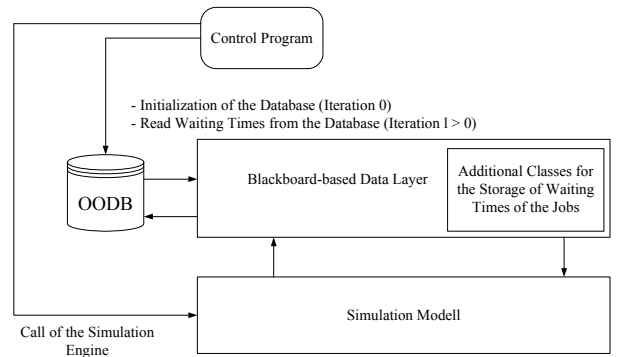 Control Program
- Initialization of the Database (Iteration 0)
- Read Waiting Times from the Database (Iteration l > 0)
OODB
Blackboard-based Data Layer
Additional Classes for
the Storage of Waiting
Times of the Jobs
Simulation Modell
Call of the Simulation
Engine